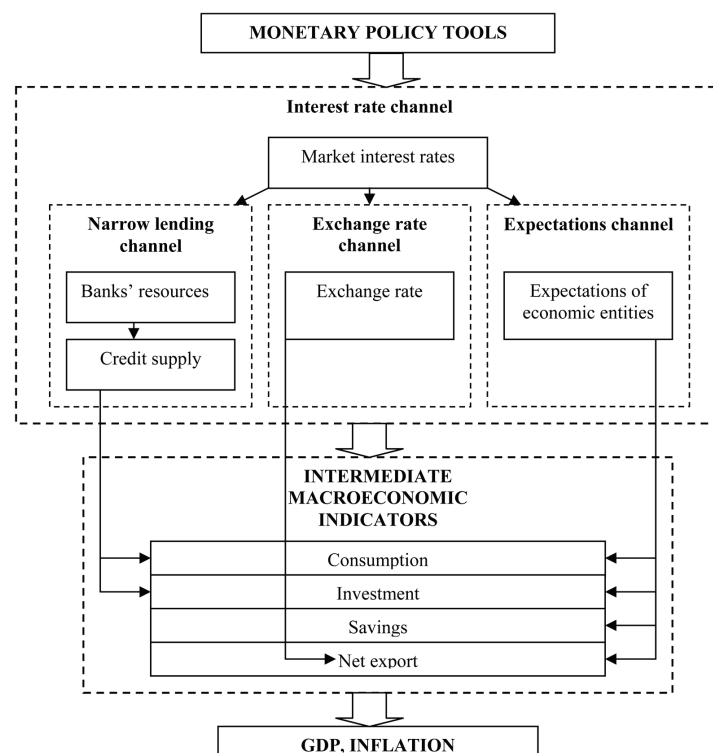 MONETARY POLICY TOOLS
Interest rate channel
Market interest rates
Narrow lending
channel
Banks’ resources
Credit supply
Exchange rate
channel
Exchange rate
Expectations channel
Expectations of
economic entities
INTERMEDIATE
MACROECONOMIC
INDICATORS
Consumption
Investment
Savings
Net export
GDP, INFLATION